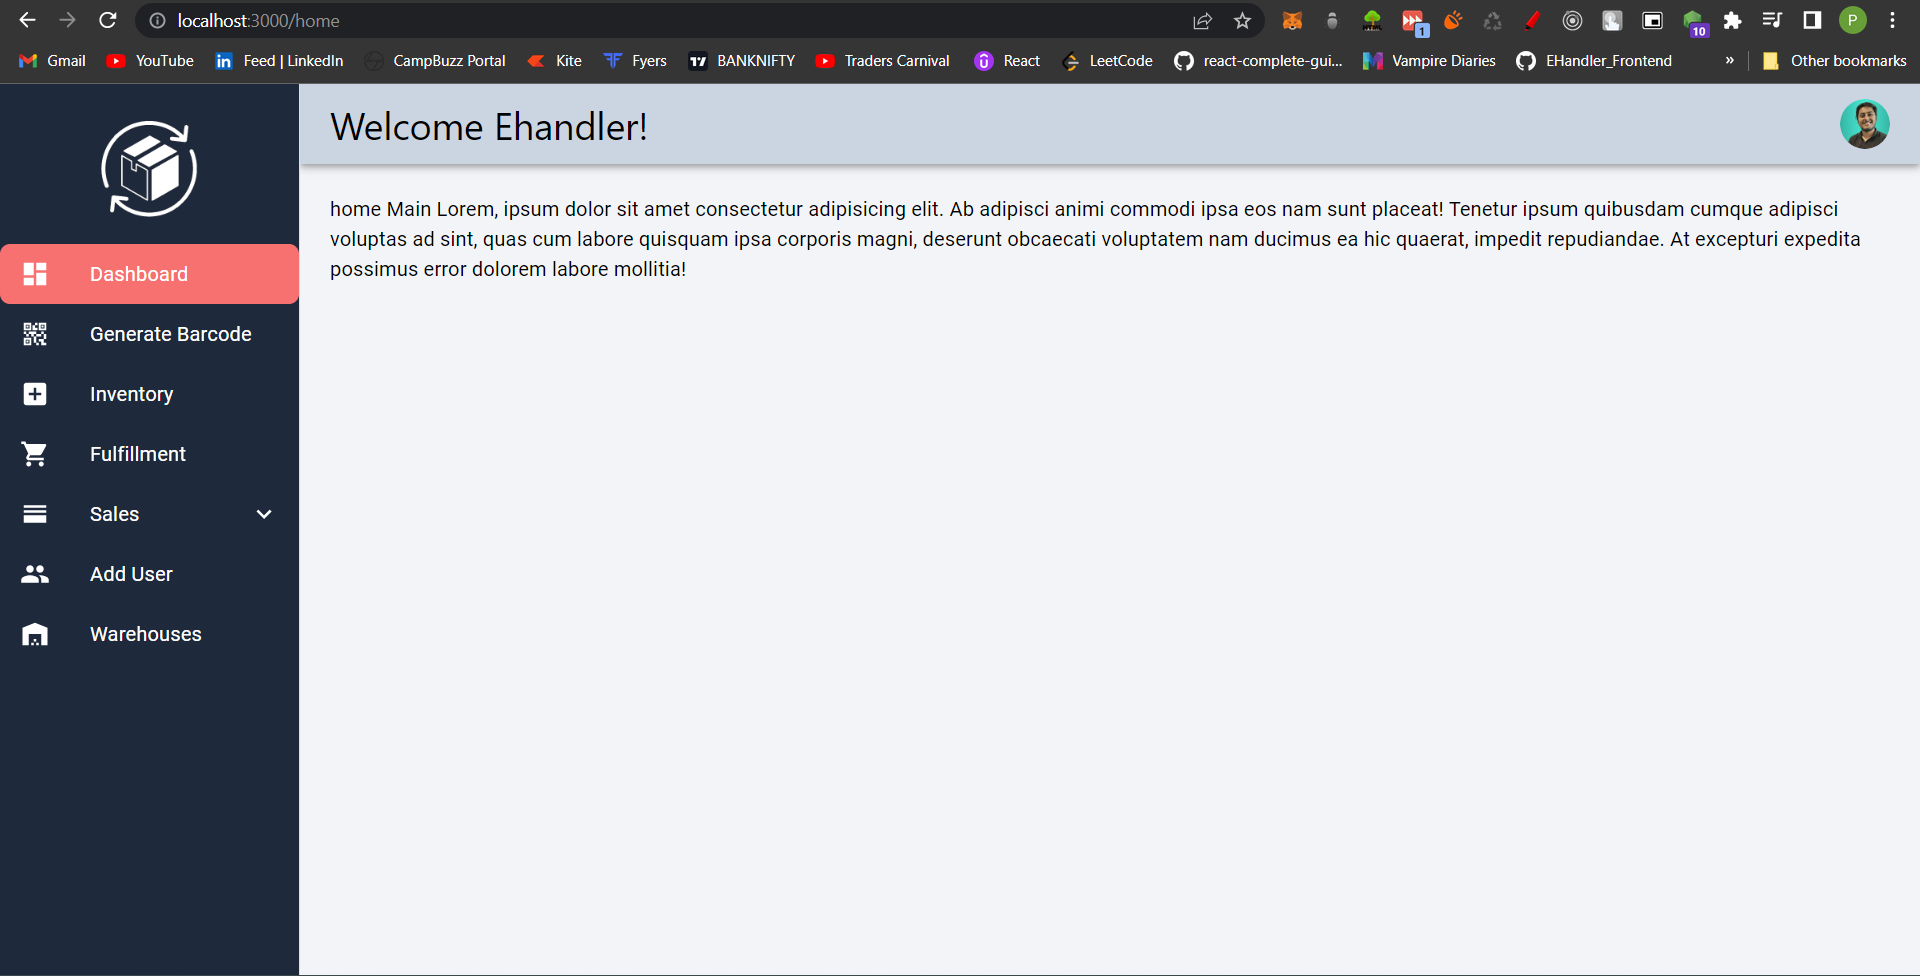 localhost:3000/home
1
10
P
Gmail YouTube Feed | LinkedIn CampBuzz Portal Kite Fyers BANKNIFTY Traders Carnival React LeetCode react-complete-gui... Vampire Diaries EHandler_Frontend » Other bookmarks
Welcome Ehandler!
home Main Lorem, ipsum dolor sit amet consectetur adipisicing elit. Ab adipisci animi commodi ipsa eos nam sunt placeat! Tenetur ipsum quibusdam cumque adipisci
voluptas ad sint, quas cum labore quisquam ipsa corporis magni, deserunt obcaecati voluptatem nam ducimus ea hic quaerat, impedit repudiandae. At excepturi expedita
possimus error dolorem labore mollitia!
Dashboard
Generate Barcode
Inventory
Fulfillment
Sales
Add User
Warehouses